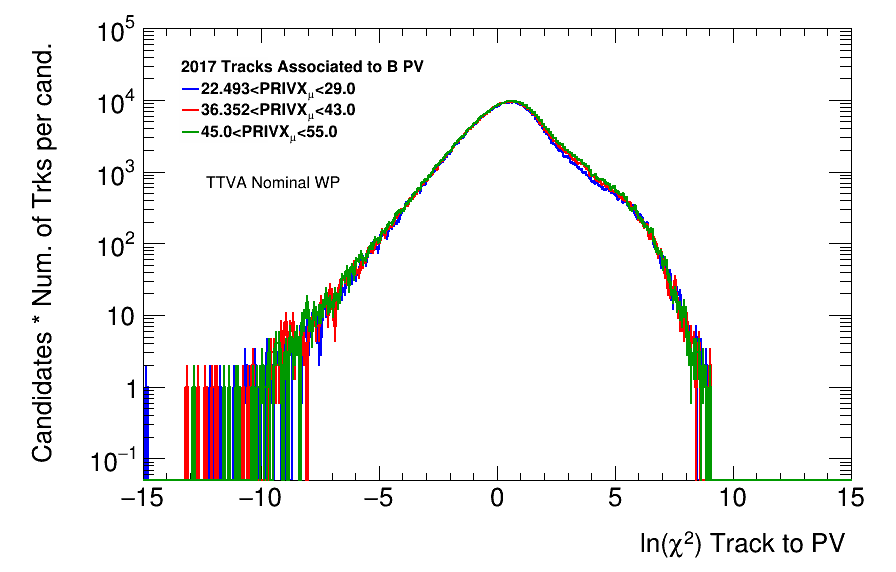 2017 Tracks Associated to B PV
22.493<PRIVXμ<29.0
36.352<PRIVXμ<43.0
45.0<PRIVXμ<55.0
TTVA Nominal WP
Candidates * Num. of Trks per cand.
10⁵
10⁴
10³
10²
10
1
10⁻¹
−15 −10 −5 0 5 10 15
ln(χ²) Track to PV